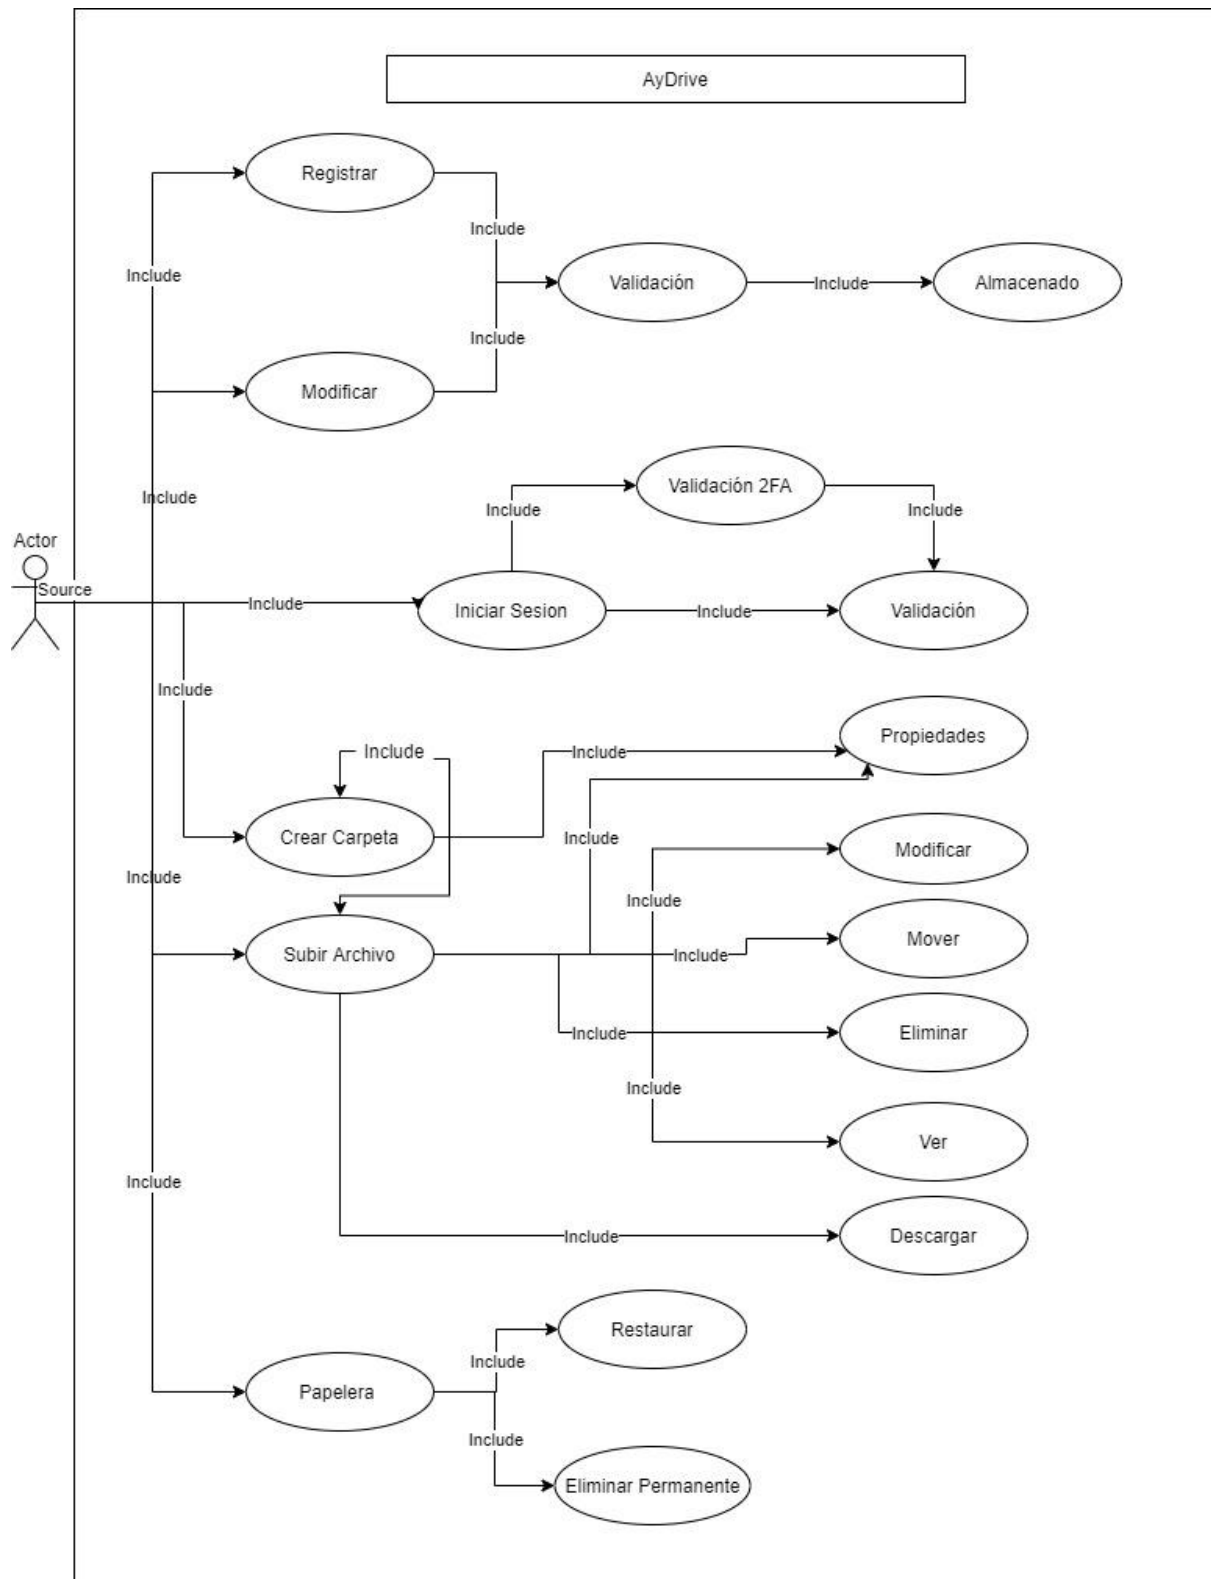 AyDrive
Registrar
Include
Include
Validación
Include
Almacenado
Include
Modificar
Include
Validación 2FA
Include
Include
Actor
Source
Include
Iniciar Sesion
Include
Validación
Include
Propiedades
Include
Include
Crear Carpeta
Include
Modificar
Include
Include
Subir Archivo
Include
Mover
Include
Eliminar
Include
Ver
Include
Include
Descargar
Restaurar
Include
Papelera
Include
Eliminar Permanente